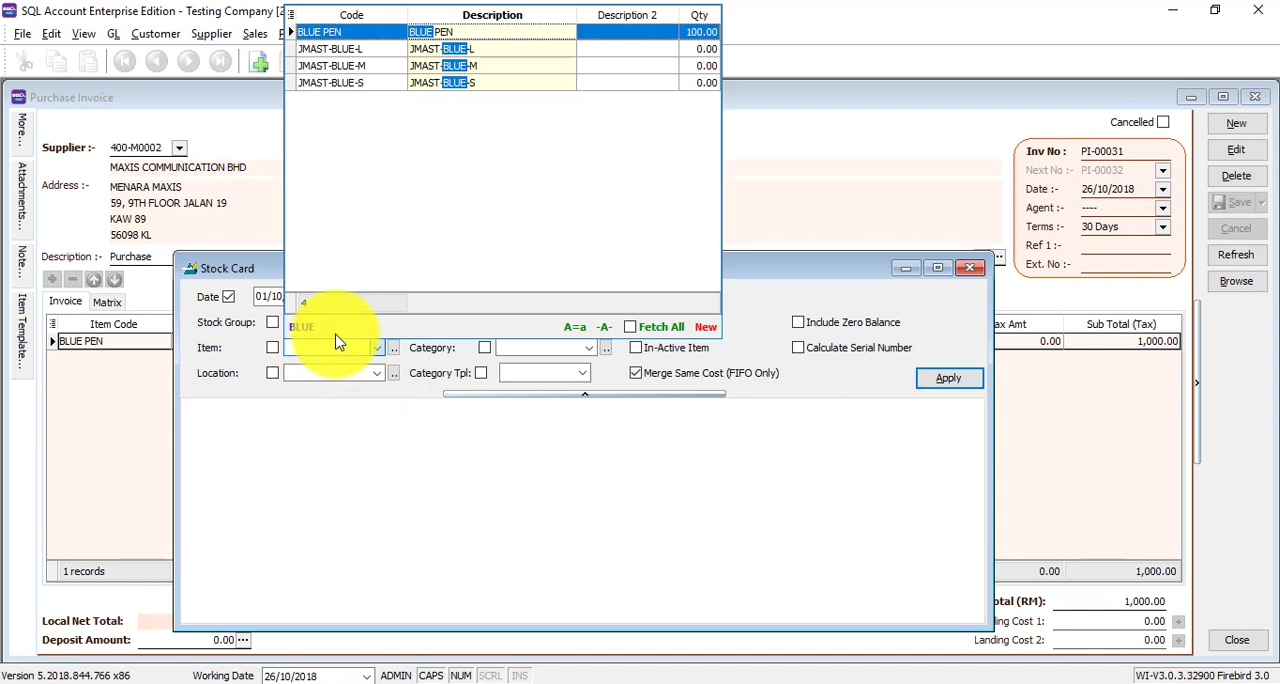 SQL Account Enterprise Edition - Testing Company [2
File Edit View GL Customer Supplier Sales
Code Description Description 2 Qty
BLUE PEN BLUE PEN 100.00
JMAST-BLUE-L JMAST-BLUE-L 0.00
JMAST-BLUE-M JMAST-BLUE-M 0.00
JMAST-BLUE-S JMAST-BLUE-S 0.00
4
BLUE A=a -A- Fetch All New
Purchase Invoice
More...
Attachments...
Note...
Item Template...
Supplier :- 400-M0002
MAXIS COMMUNICATION BHD
Address :- MENARA MAXIS
59, 9TH FLOOR JALAN 19
KAW 89
56098 KL
Description :- Purchase
Invoice Matrix
Item Code
BLUE PEN
1 records
Local Net Total:
Deposit Amount: 0.00
Cancelled
Inv No : PI-00031
Next No :- PI-00032
Date :- 26/10/2018
Agent : ----
Terms : 30 Days
Ref 1 :-
Ext. No :-
New
Edit
Delete
Save
Cancel
Refresh
Browse
Stock Card
Date 01/10
Stock Group:
Item: Category: In-Active Item
Location: Category Tpl: Merge Same Cost (FIFO Only)
Include Zero Balance
Calculate Serial Number
Apply
Amt Sub Total (Tax)
0.00 1,000.00
0.00 1,000.00
(RM): 1,000.00
Cost 1: 0.00
Landing Cost 2: 0.00
Close
Version 5.2018.844.766 x86 Working Date 26/10/2018 ADMIN CAPS NUM SCRL INS WI-V3.0.3.32900 Firebird 3.0